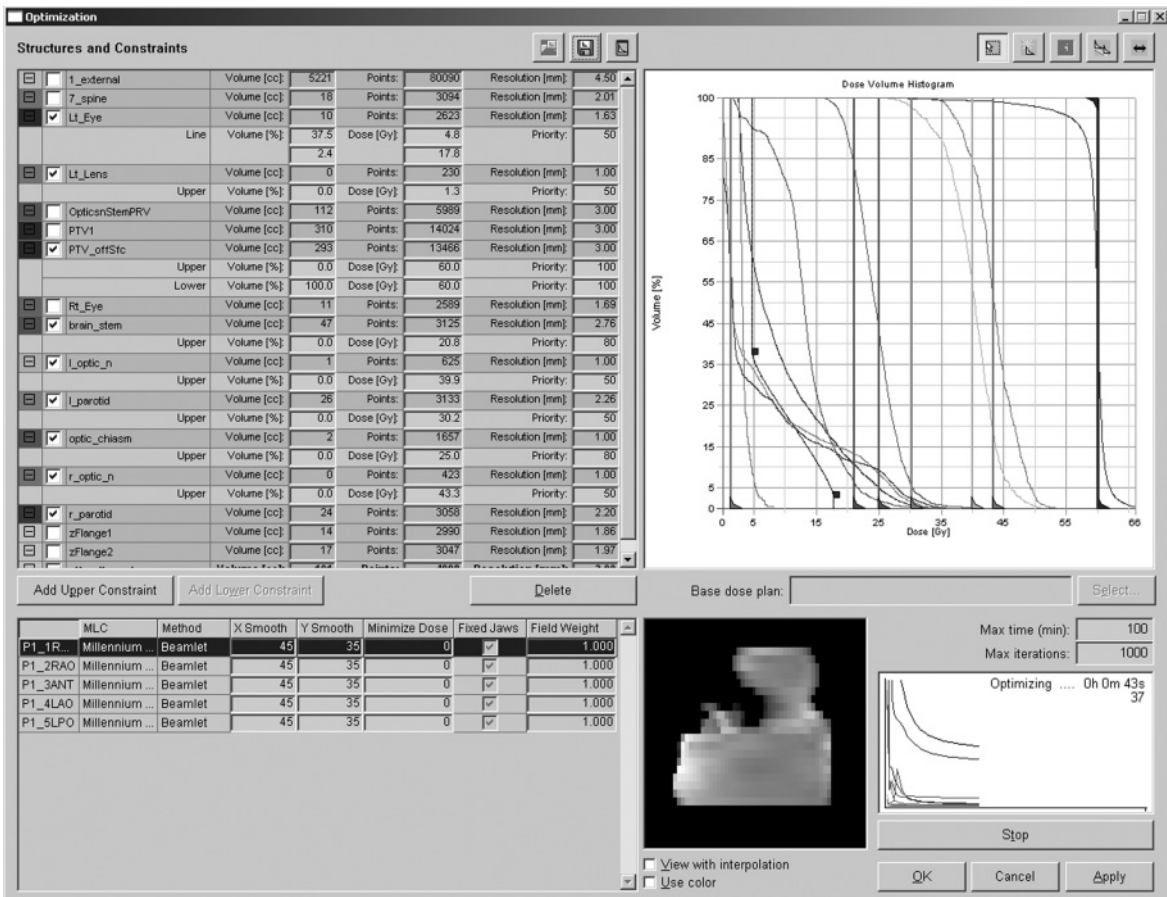 Optimization
Structures and Constraints
1_external Volume [cc]: 5221 Points: 80090 Resolution [mm]: 4.50
7_spine Volume [cc]: 18 Points: 3094 Resolution [mm]: 2.01
Lt_Eye Volume [cc]: 10 Points: 2623 Resolution [mm]: 1.63
Line Volume [%]: 37.5 Dose [Gy]: 4.8 Priority: 50
2.4 17.8
Lt_Lens Volume [cc]: 0 Points: 230 Resolution [mm]: 1.00
Upper Volume [%]: 0.0 Dose [Gy]: 1.3 Priority: 50
OpticsnStemPRV Volume [cc]: 112 Points: 5989 Resolution [mm]: 3.00
PTV1 Volume [cc]: 310 Points: 14024 Resolution [mm]: 3.00
PTV_offSfc Volume [cc]: 293 Points: 13466 Resolution [mm]: 3.00
Upper Volume [%]: 0.0 Dose [Gy]: 60.0 Priority: 100
Lower Volume [%]: 100.0 Dose [Gy]: 60.0 Priority: 100
Rt_Eye Volume [cc]: 11 Points: 2589 Resolution [mm]: 1.69
brain_stem Volume [cc]: 47 Points: 3125 Resolution [mm]: 2.76
Upper Volume [%]: 0.0 Dose [Gy]: 20.8 Priority: 80
l_optic_n Volume [cc]: 1 Points: 625 Resolution [mm]: 1.00
Upper Volume [%]: 0.0 Dose [Gy]: 39.9 Priority: 50
l_parotid Volume [cc]: 26 Points: 3133 Resolution [mm]: 2.26
Upper Volume [%]: 0.0 Dose [Gy]: 30.2 Priority: 50
optic_chiasm Volume [cc]: 2 Points: 1657 Resolution [mm]: 1.00
Upper Volume [%]: 0.0 Dose [Gy]: 25.0 Priority: 80
r_optic_n Volume [cc]: 0 Points: 423 Resolution [mm]: 1.00
Upper Volume [%]: 0.0 Dose [Gy]: 43.3 Priority: 50
r_parotid Volume [cc]: 24 Points: 3058 Resolution [mm]: 2.20
zFlange1 Volume [cc]: 14 Points: 2990 Resolution [mm]: 1.86
zFlange2 Volume [cc]: 17 Points: 3047 Resolution [mm]: 1.97
Dose Volume Histogram
100
85
75
65
55
45
35
25
15
5
0
Volume [%]
0 5 15 25 35 45 55 66
Dose [Gy]
Add Upper Constraint Add Lower Constraint Delete
Base dose plan: Select...
MLC Method X Smooth Y Smooth Minimize Dose Fixed Jaws Field Weight
P1_1R... Millennium ... Beamlet 45 35 0 1.000
P1_2RAO Millennium ... Beamlet 45 35 0 1.000
P1_3ANT Millennium ... Beamlet 45 35 0 1.000
P1_4LAO Millennium ... Beamlet 45 35 0 1.000
P1_5LPO Millennium ... Beamlet 45 35 0 1.000
Max time (min): 100
Max iterations: 1000
Optimizing .... 0h 0m 43s
37
Stop
View with interpolation
Use color
OK Cancel Apply